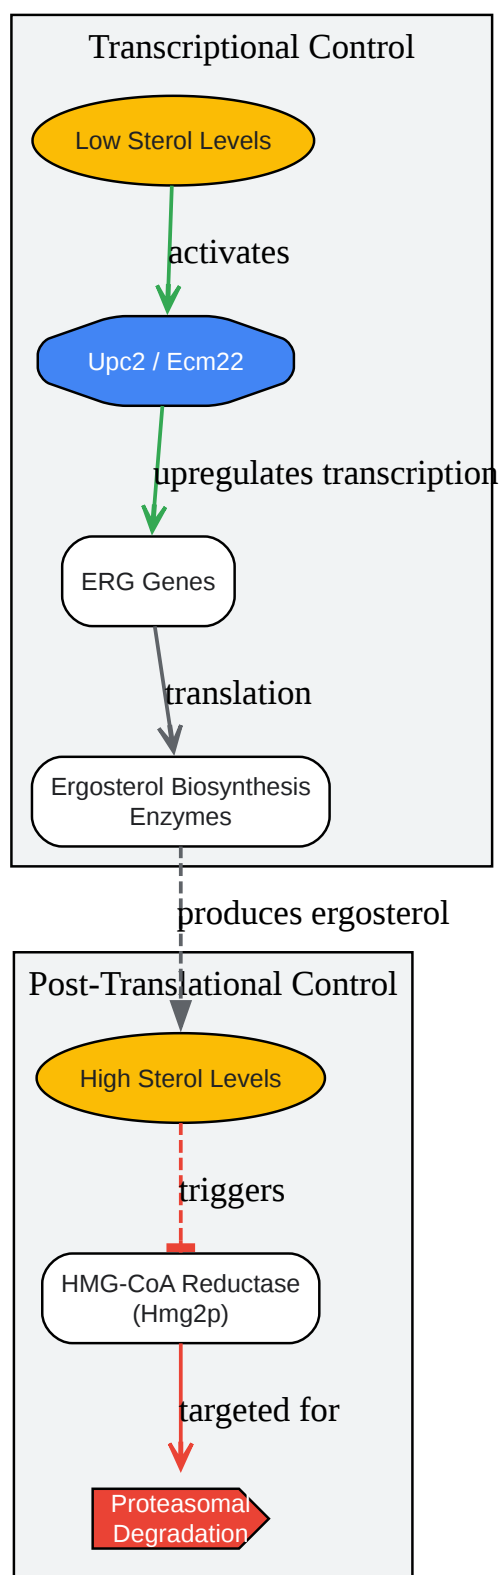 Transcriptional Control
Low Sterol Levels
activates
Upc2 / Ecm22
upregulates transcription
ERG Genes
translation
Ergosterol Biosynthesis
Enzymes
produces ergosterol
Post-Translational Control
High Sterol Levels
triggers
HMG-CoA Reductase
(Hmg2p)
targeted for
Proteasomal
Degradation